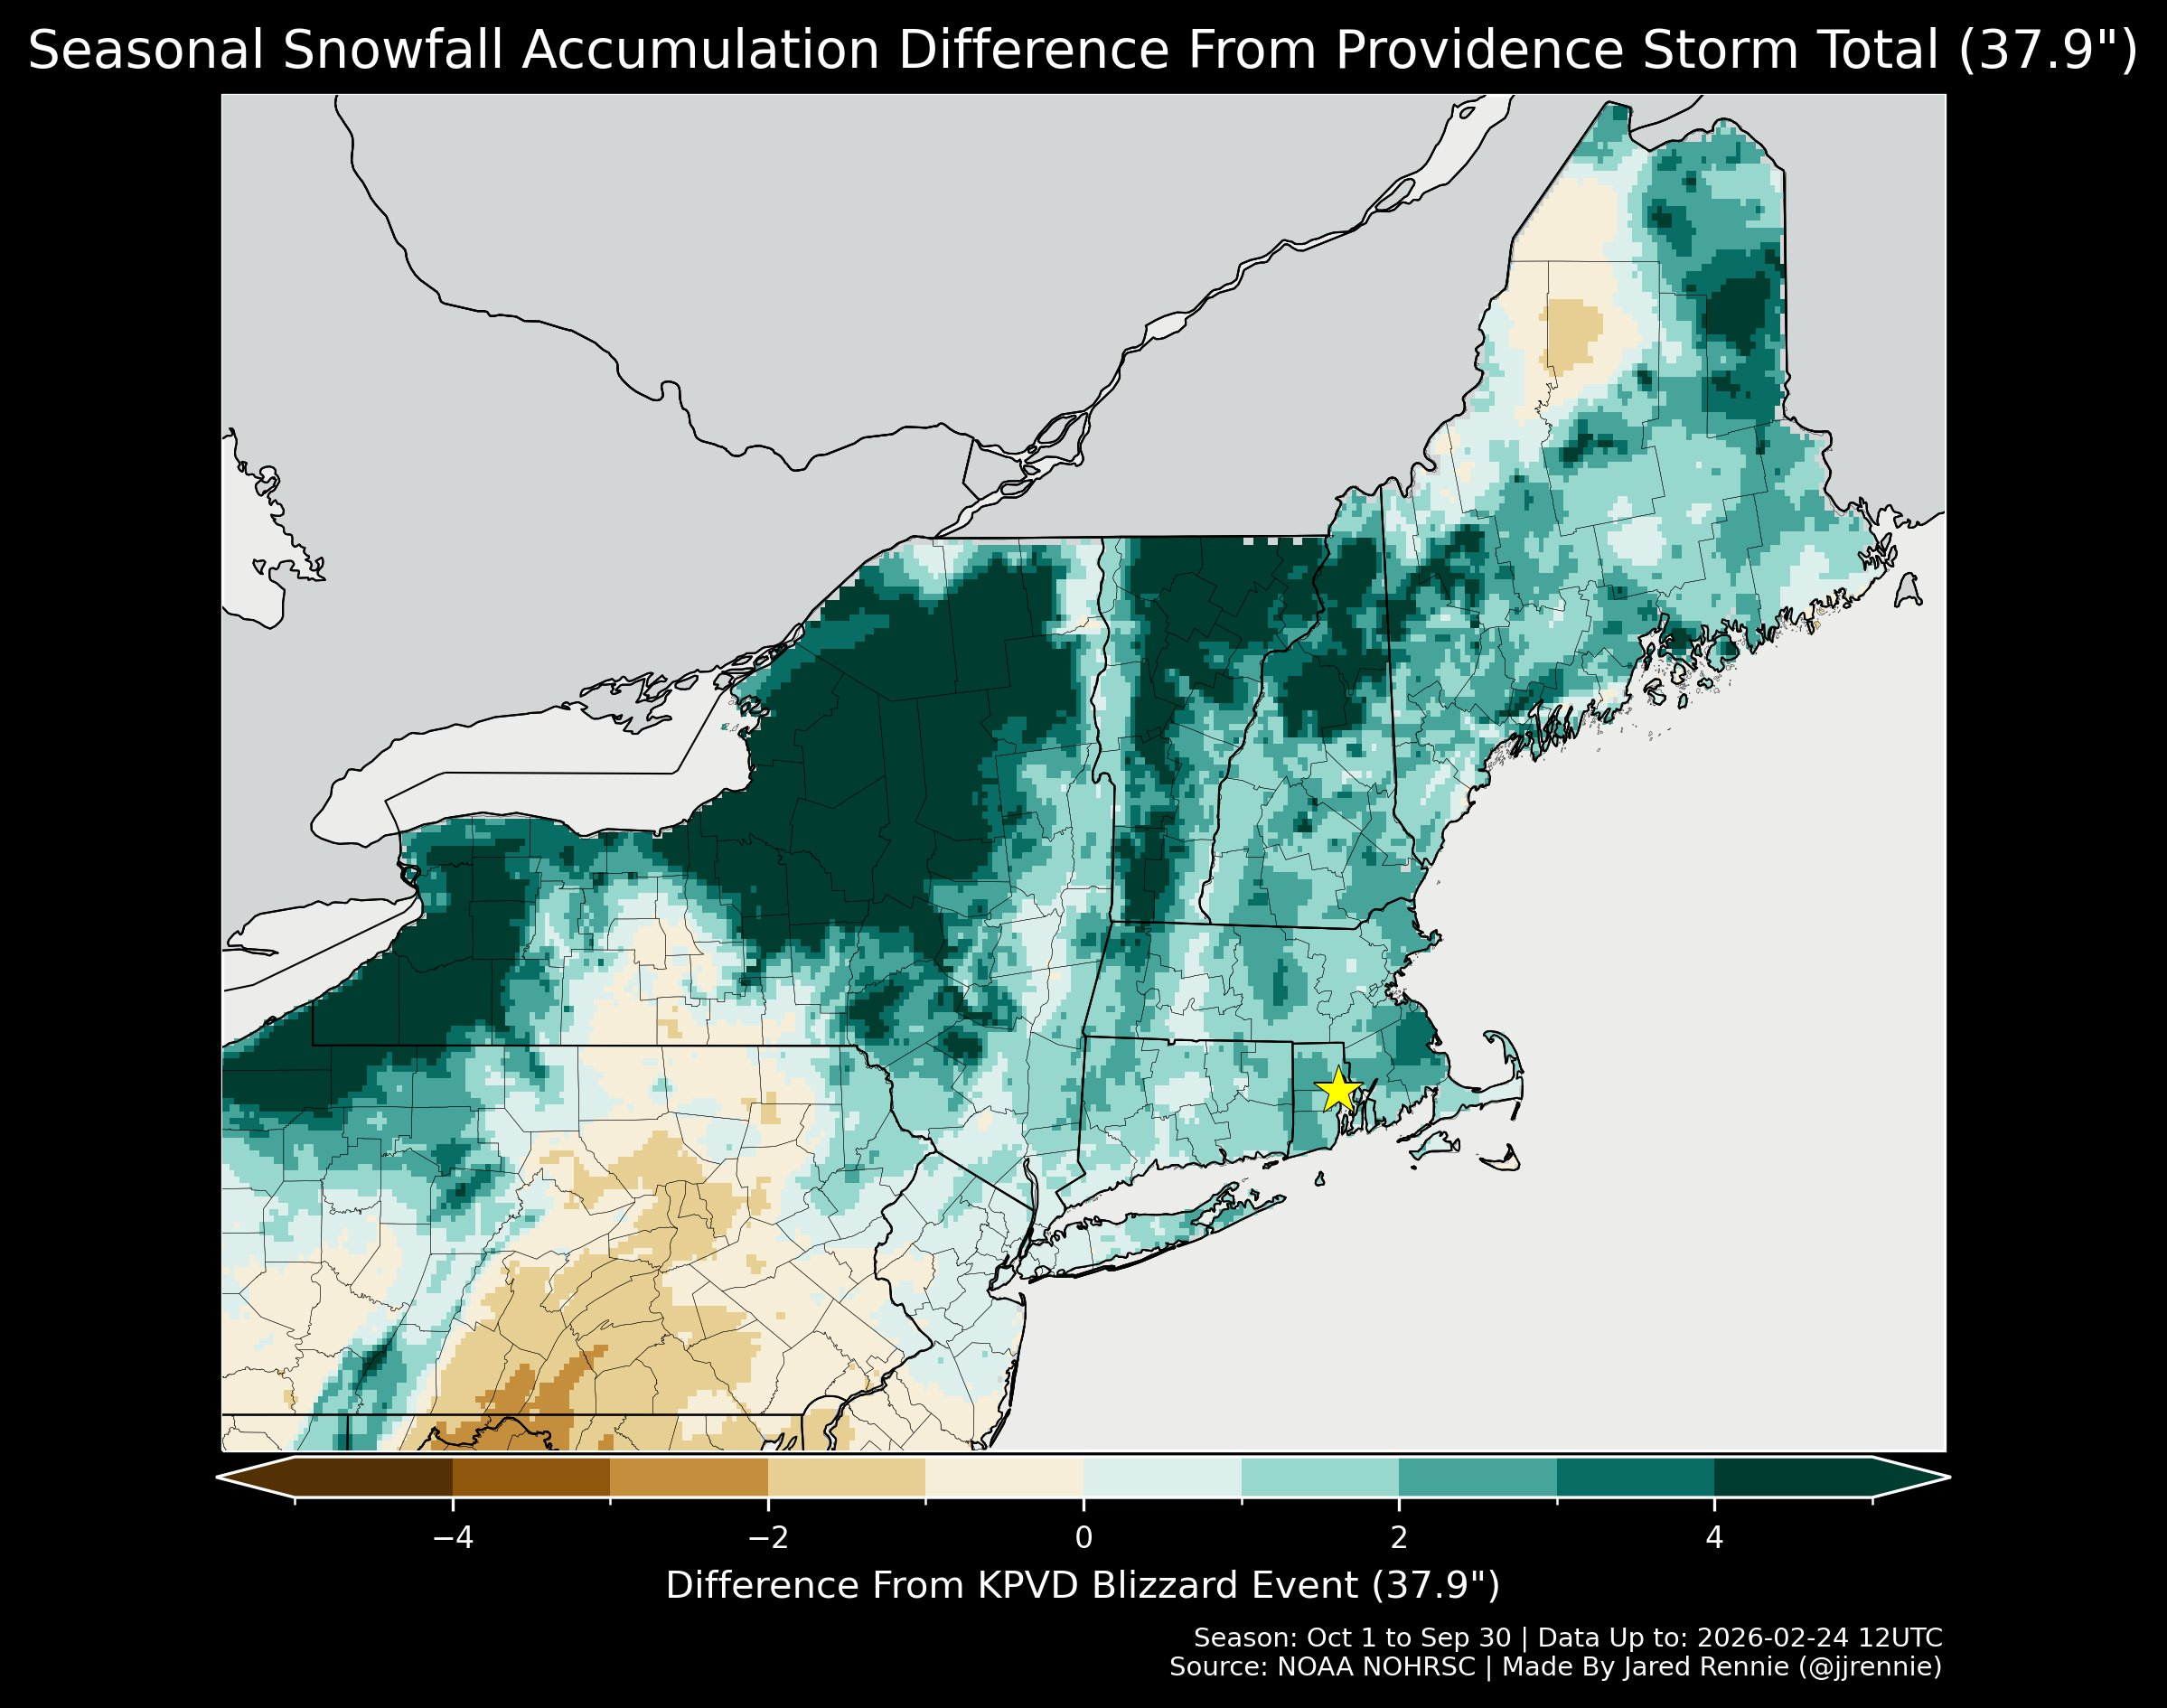 Seasonal Snowfall Accumulation Difference From Providence Storm Total (37.9")
−4 −2 0 2 4
Difference From KPVD Blizzard Event (37.9")
Season: Oct 1 to Sep 30 | Data Up to: 2026-02-24 12UTC
Source: NOAA NOHRSC | Made By Jared Rennie (@jjrennie)